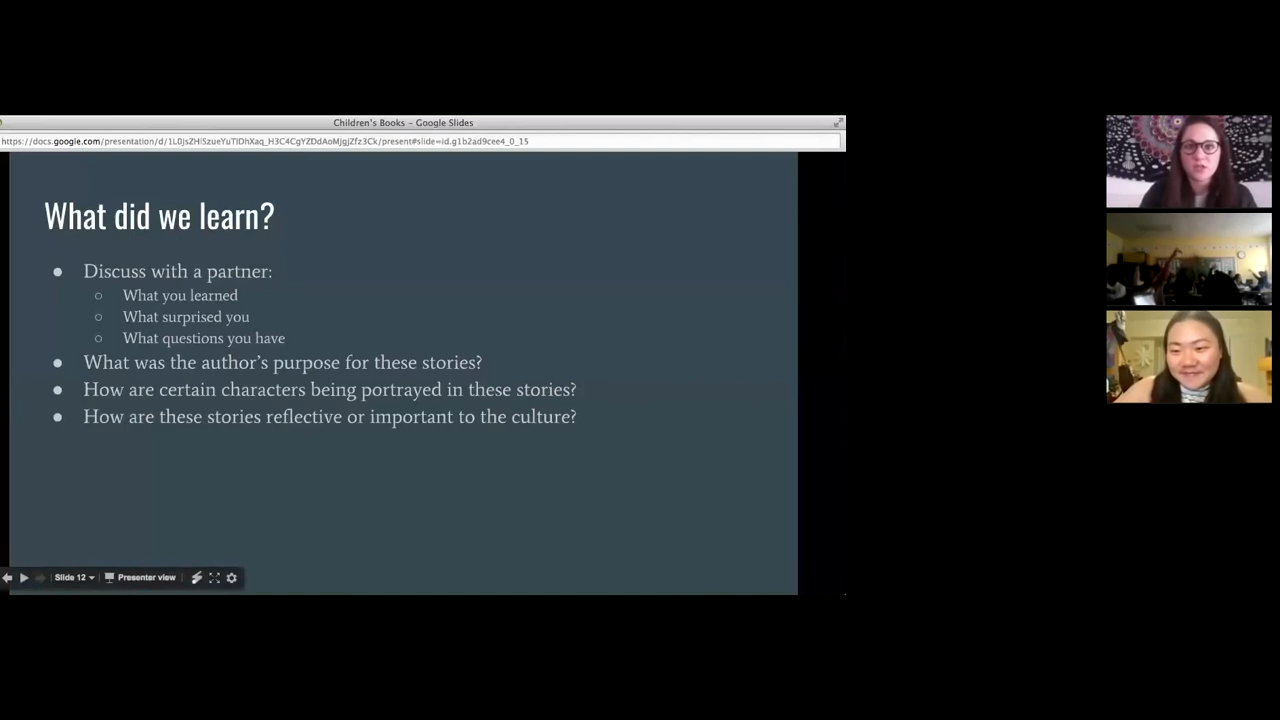 Children's Books - Google Slides
What did we learn?
● Discuss with a partner:
○ What you learned
○ What surprised you
○ What questions you have
● What was the author's purpose for these stories?
● How are certain characters being portrayed in these stories?
● How are these stories reflective or important to the culture?
Slide 12 Presenter view